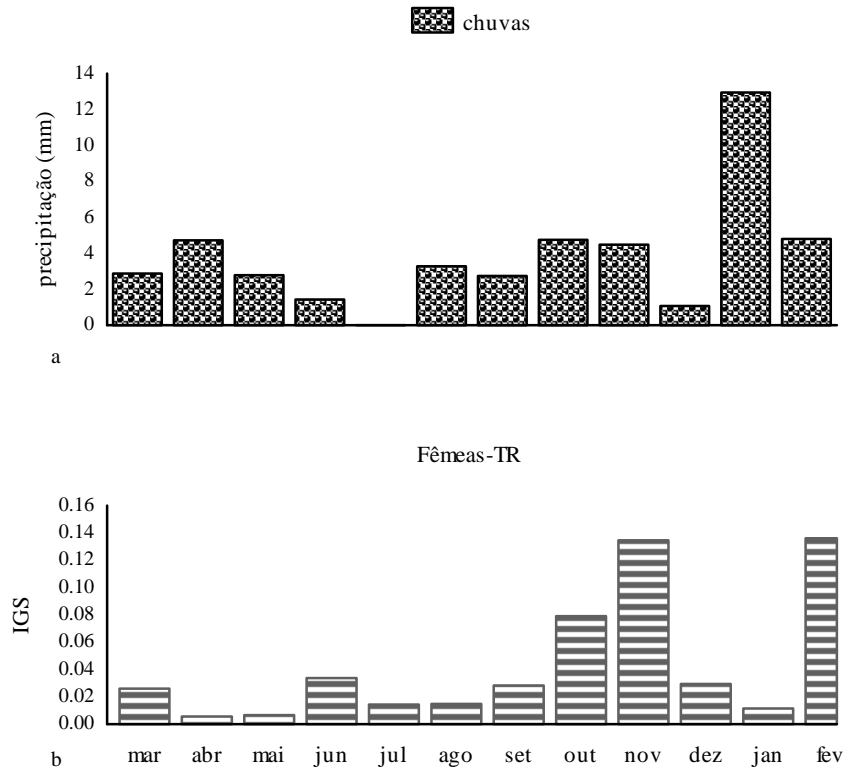 chuvas
precipitação (mm)
14
12
10
8
6
4
2
0
a
Fêmeas-TR
IGS
0.16
0.14
0.12
0.10
0.08
0.06
0.04
0.02
0.00
b mar abr mai jun jul ago set out nov dez jan fev